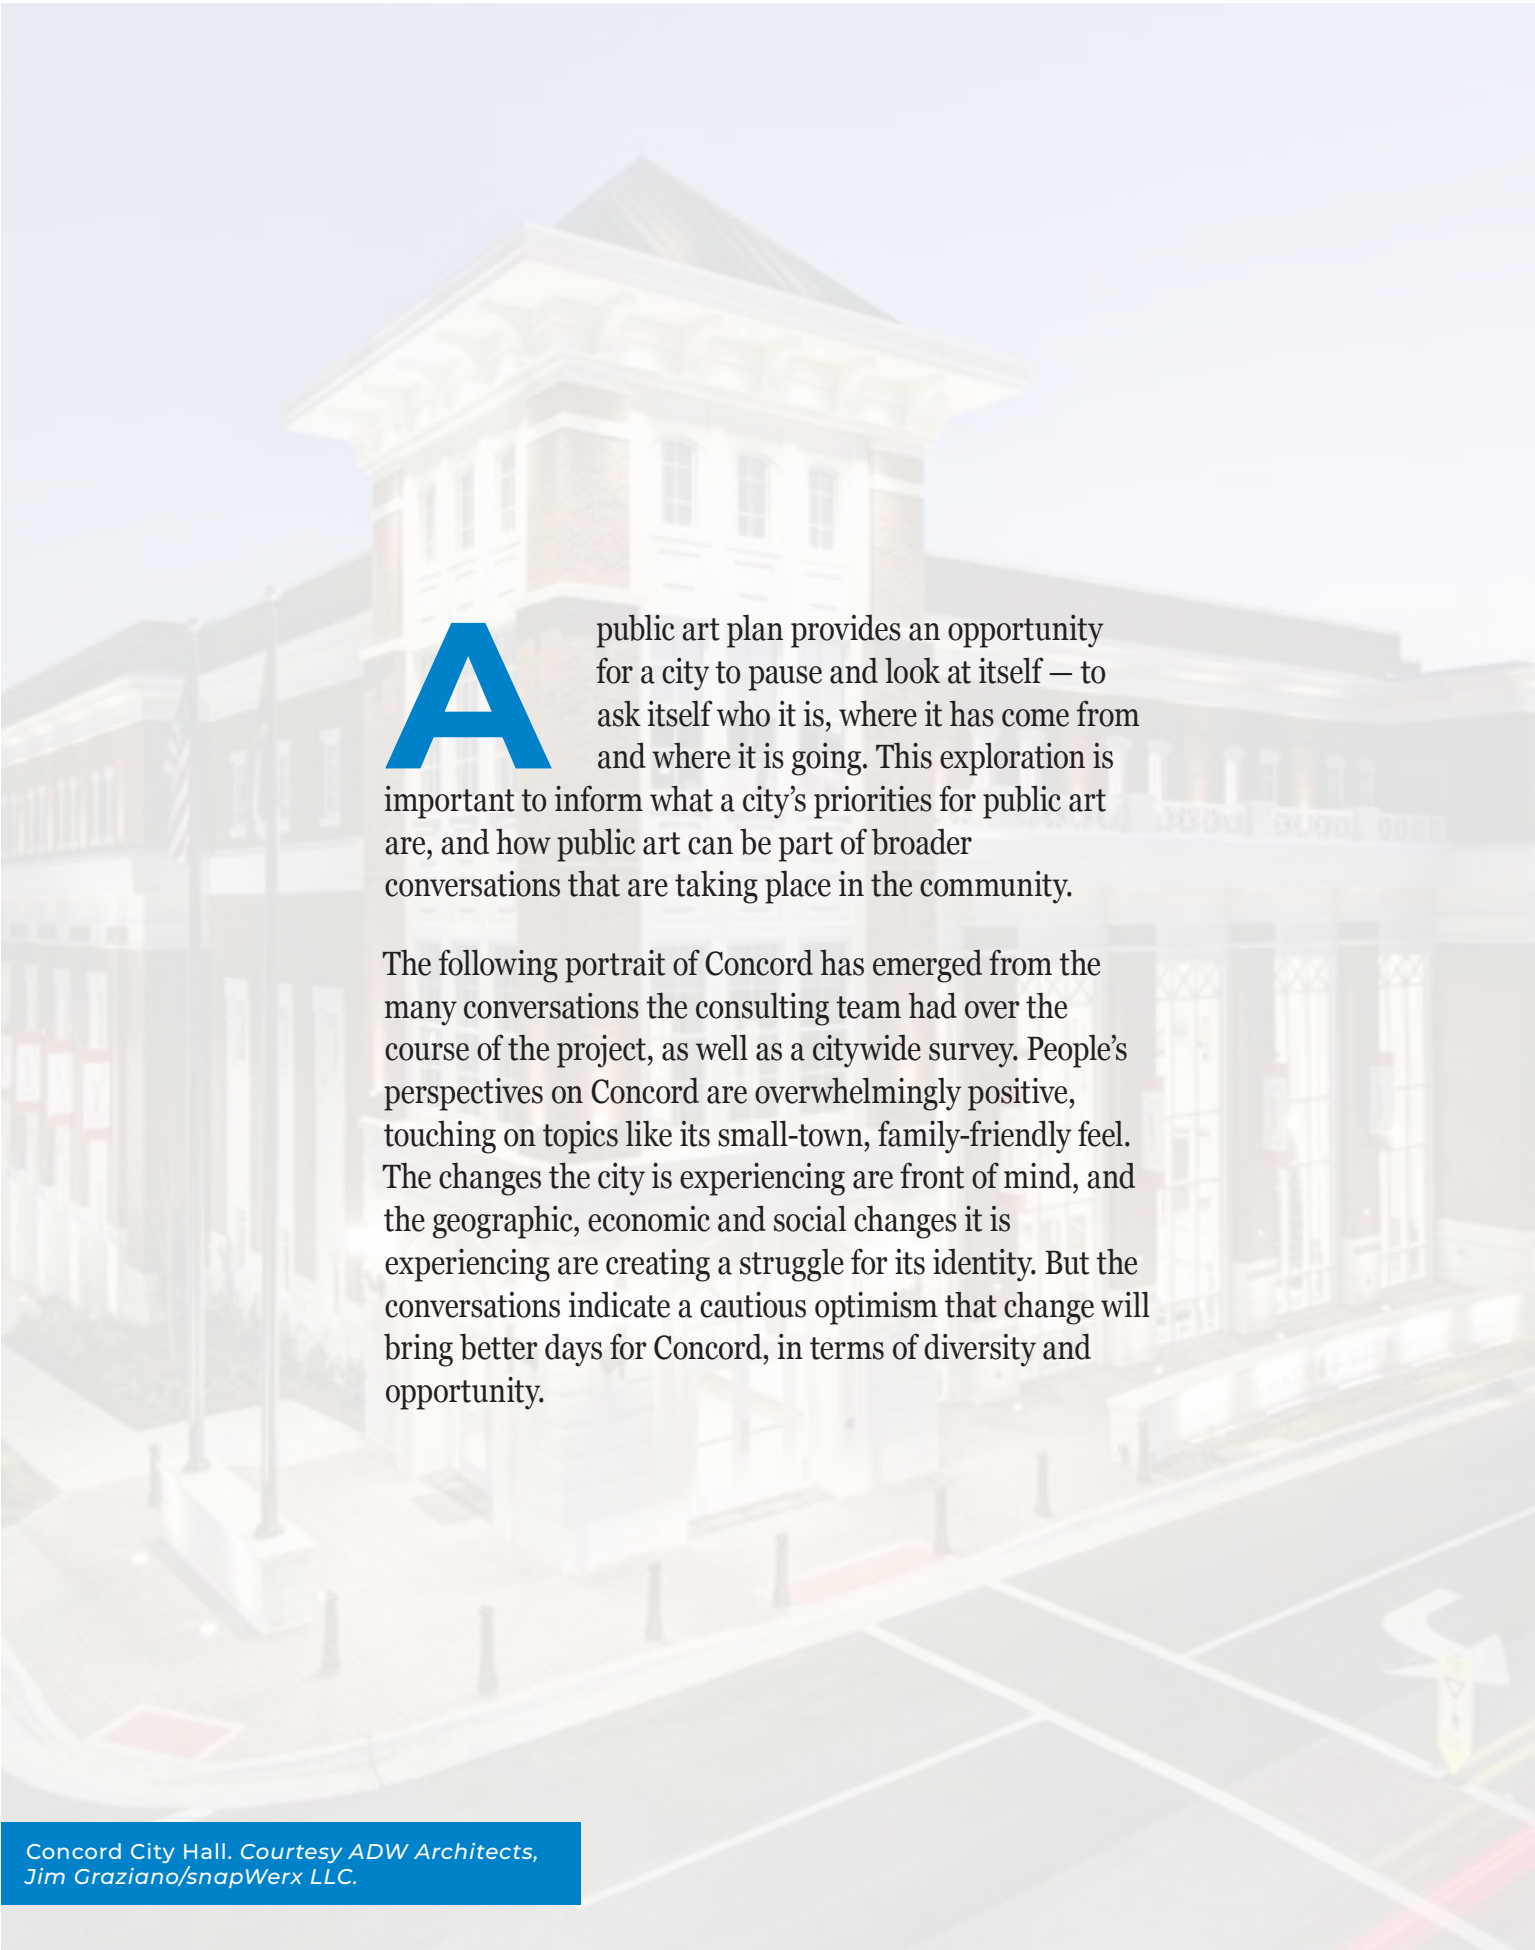 A public art plan provides an opportunity
for a city to pause and look at itself — to
ask itself who it is, where it has come from
and where it is going. This exploration is
important to inform what a city’s priorities for public art
are, and how public art can be part of broader
conversations that are taking place in the community.
The following portrait of Concord has emerged from the
many conversations the consulting team had over the
course of the project, as well as a citywide survey. People’s
perspectives on Concord are overwhelmingly positive,
touching on topics like its small-town, family-friendly feel.
The changes the city is experiencing are front of mind, and
the geographic, economic and social changes it is
experiencing are creating a struggle for its identity. But the
conversations indicate a cautious optimism that change will
bring better days for Concord, in terms of diversity and
opportunity.
Concord City Hall. Courtesy ADW Architects,
Jim Graziano/snapWerx LLC.